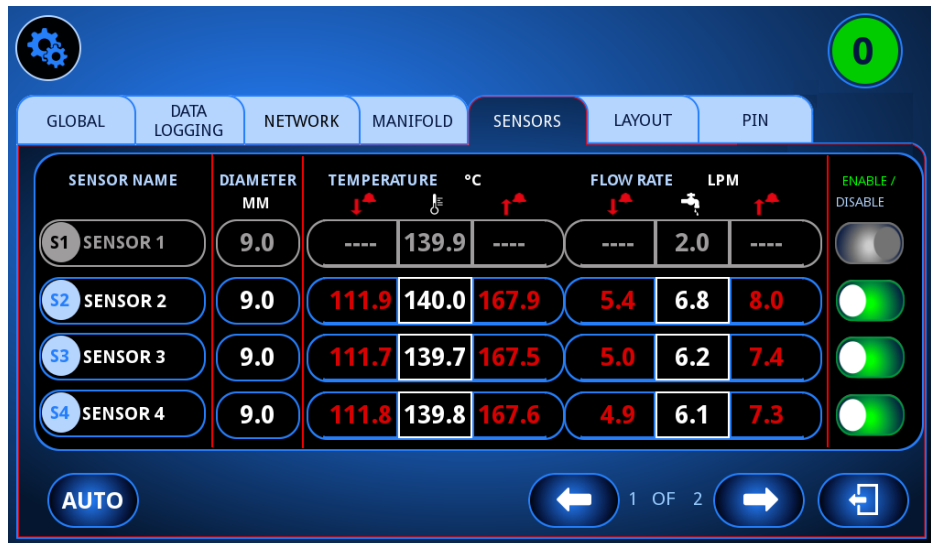 0
GLOBAL DATA LOGGING NETWORK MANIFOLD SENSORS LAYOUT PIN
SENSOR NAME DIAMETER MM TEMPERATURE °C FLOW RATE LPM ENABLE / DISABLE
S1 SENSOR 1 9.0 ---- 139.9 ---- ---- 2.0 ----
S2 SENSOR 2 9.0 111.9 140.0 167.9 5.4 6.8 8.0
S3 SENSOR 3 9.0 111.7 139.7 167.5 5.0 6.2 7.4
S4 SENSOR 4 9.0 111.8 139.8 167.6 4.9 6.1 7.3
AUTO 1 OF 2